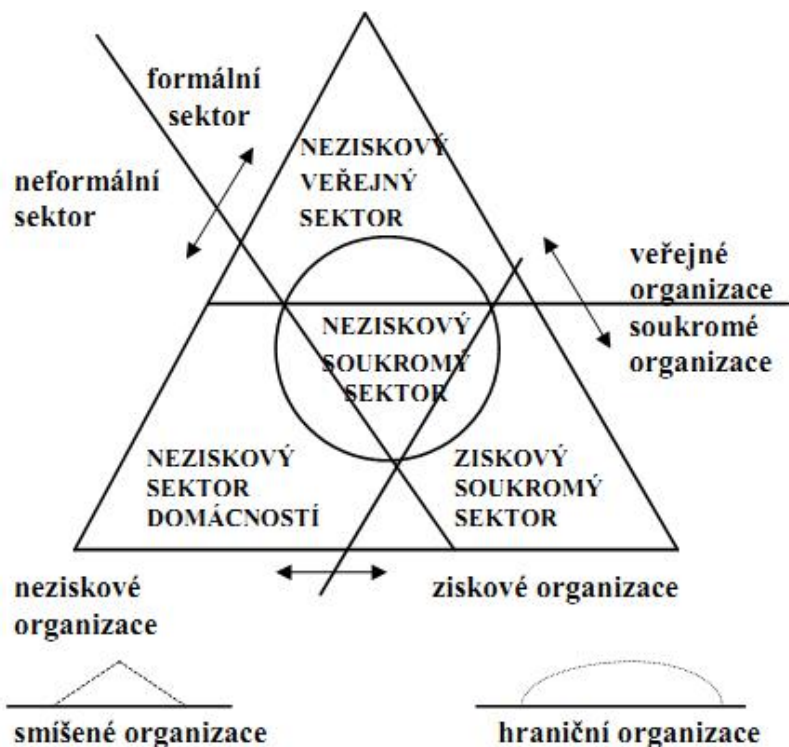 formální
sektor
neformální
sektor
NEZISKOVÝ
VEŘEJNÝ
SEKTOR
veřejné
organizace
soukromé
organizace
NEZISKOVÝ
SOUKROMÝ
SEKTOR
NEZISKOVÝ
SEKTOR
DOMÁCNOSTÍ
ZISKOVÝ
SOUKROMÝ
SEKTOR
neziskové
organizace
ziskové organizace
smíšené organizace
hraniční organizace